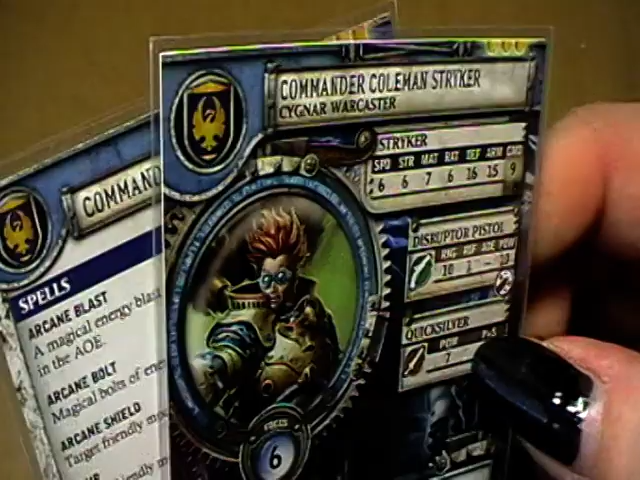 COMMANDER COLEMAN STRYKER
CYGNAR WARCASTER
STRYKER
SPD STR MAT RAT DEF ARM CMD
6 6 7 6 16 15 9
DISRUPTOR PISTOL
RNG ROF AOE POW
10 1 – 10
QUICKSILVER
POW P+S
7
FOCUS
6
COMMAND
SPELLS
ARCANE BLAST
A magical energy blast
in the AOE.
ARCANE BOLT
Magical bolts of
ARCANE SHIELD
Target friendly